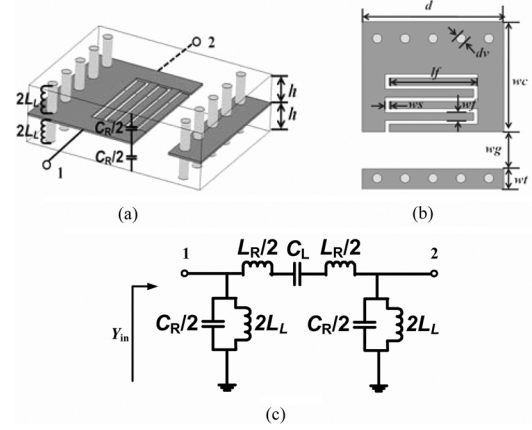 2
2L_L
2L_L
C_R/2
C_R/2
1
h
h
(a)
d
dv
lf
ws
wf
wc
wg
wt
(b)
1
L_R/2
C_L
L_R/2
2
Y_in
C_R/2
2L_L
C_R/2
2L_L
(c)